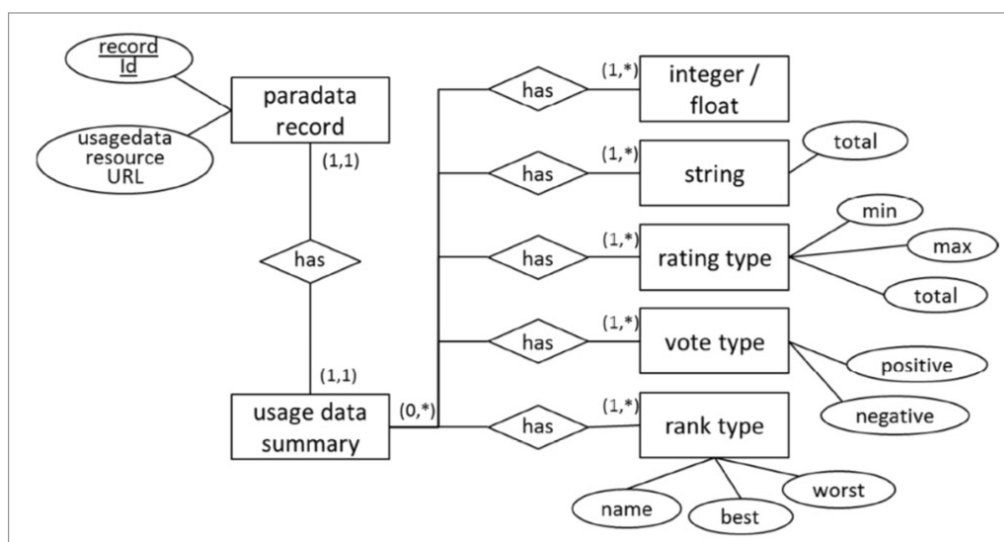 record
Id
paradata
record
usagedata
resource
URL
(1,1)
has
(1,1)
usage data
summary
(0,*)
has
(1,*)
integer /
float
has
(1,*)
string
total
has
(1,*)
rating type
min
max
total
has
(1,*)
vote type
positive
negative
has
(1,*)
rank type
name
best
worst